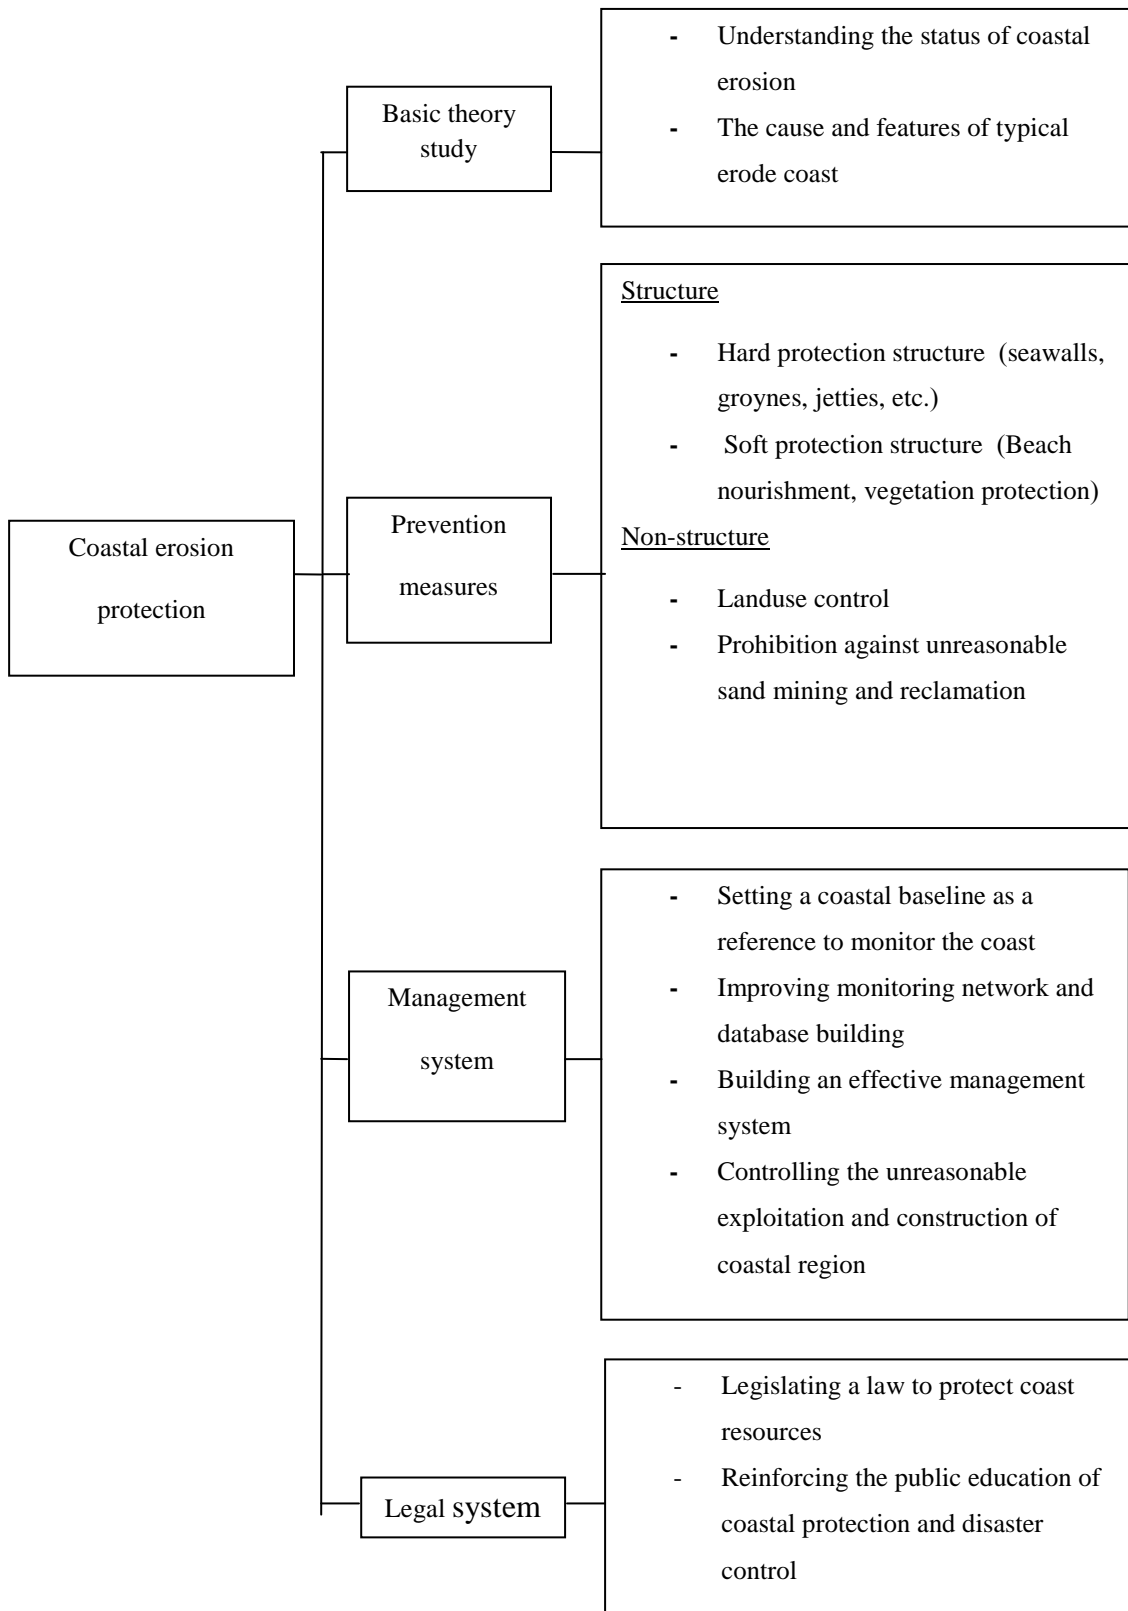 Coastal erosion
protection
Basic theory
study
- Understanding the status of coastal
erosion
- The cause and features of typical
erode coast
Prevention
measures
Structure
- Hard protection structure (seawalls,
groynes, jetties, etc.)
- Soft protection structure (Beach
nourishment, vegetation protection)
Non-structure
- Landuse control
- Prohibition against unreasonable
sand mining and reclamation
Management
system
- Setting a coastal baseline as a
reference to monitor the coast
- Improving monitoring network and
database building
- Building an effective management
system
- Controlling the unreasonable
exploitation and construction of
coastal region
Legal system
- Legislating a law to protect coast
resources
- Reinforcing the public education of
coastal protection and disaster
control